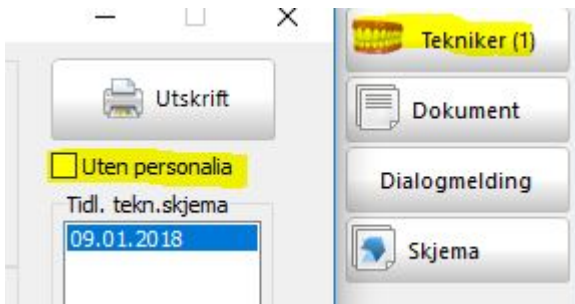 Utskrift
Uten personalia
Tidl. tekn.skjema
09.01.2018
Tekniker (1)
Dokument
Dialogmelding
Skjema